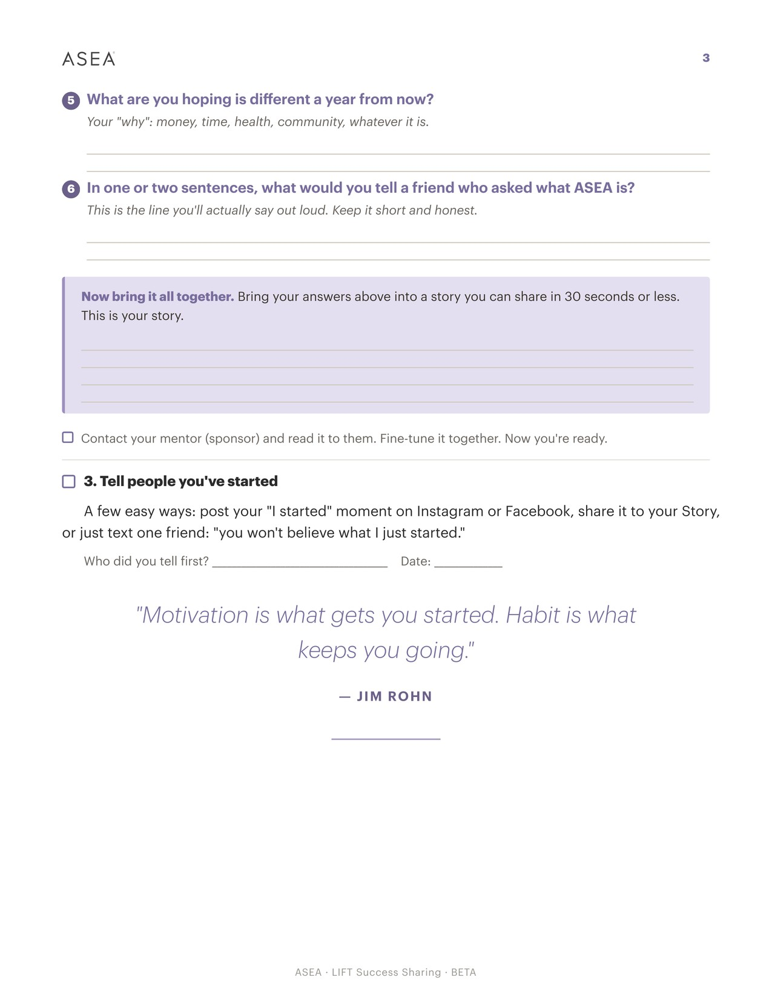 ASEA
3
5 What are you hoping is different a year from now?
Your "why": money, time, health, community, whatever it is.
6 In one or two sentences, what would you tell a friend who asked what ASEA is?
This is the line you'll actually say out loud. Keep it short and honest.
Now bring it all together. Bring your answers above into a story you can share in 30 seconds or less.
This is your story.
Contact your mentor (sponsor) and read it to them. Fine-tune it together. Now you're ready.
3. Tell people you've started
A few easy ways: post your "I started" moment on Instagram or Facebook, share it to your Story,
or just text one friend: "you won't believe what I just started."
Who did you tell first? __________________________ Date: __________
"Motivation is what gets you started. Habit is what
keeps you going."
— JIM ROHN
ASEA · LIFT Success Sharing · BETA